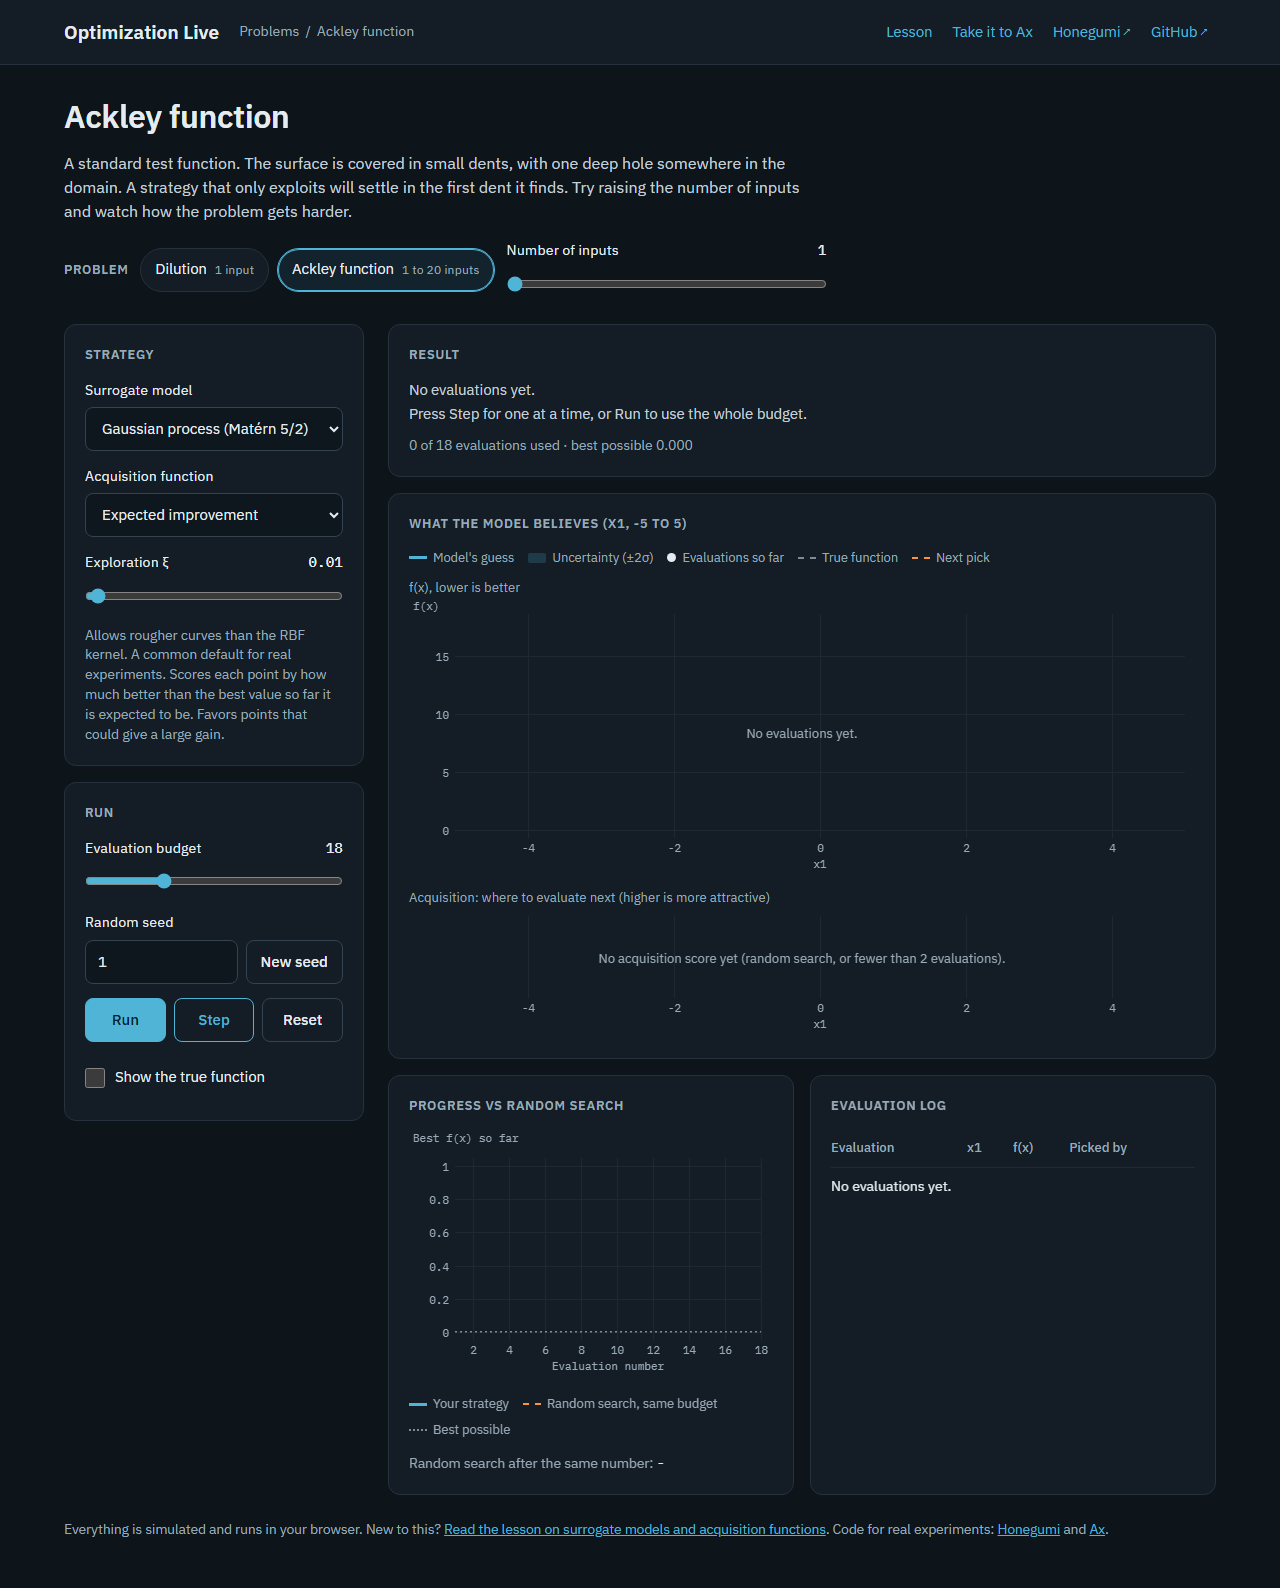 Optimization Live
Problems / Ackley function
Lesson
Take it to Ax
Honegumi↗
GitHub↗
Ackley function
A standard test function. The surface is covered in small dents, with one deep hole somewhere in the
domain. A strategy that only exploits will settle in the first dent it finds. Try raising the number of inputs
and watch how the problem gets harder.
PROBLEM
Dilution 1 input
Ackley function 1 to 20 inputs
Number of inputs 1
STRATEGY
Surrogate model
Gaussian process (Matérn 5/2)
Acquisition function
Expected improvement
Exploration ξ 0.01
Allows rougher curves than the RBF
kernel. A common default for real
experiments. Scores each point by how
much better than the best value so far it
is expected to be. Favors points that
could give a large gain.
RUN
Evaluation budget 18
Random seed
1
New seed
Run
Step
Reset
Show the true function
RESULT
No evaluations yet.
Press Step for one at a time, or Run to use the whole budget.
0 of 18 evaluations used · best possible 0.000
WHAT THE MODEL BELIEVES (X1, -5 TO 5)
Model's guess
Uncertainty (±2σ)
Evaluations so far
True function
Next pick
f(x), lower is better
f(x)
15
10
No evaluations yet.
5
0
-4 -2 0 2 4
x1
Acquisition: where to evaluate next (higher is more attractive)
No acquisition score yet (random search, or fewer than 2 evaluations).
-4 -2 0 2 4
x1
PROGRESS VS RANDOM SEARCH
Best f(x) so far
1
0.8
0.6
0.4
0.2
0
2 4 6 8 10 12 14 16 18
Evaluation number
Your strategy
Random search, same budget
Best possible
Random search after the same number: -
EVALUATION LOG
Evaluation x1 f(x) Picked by
No evaluations yet.
Everything is simulated and runs in your browser. New to this? Read the lesson on surrogate models and acquisition functions. Code for real experiments: Honegumi and Ax.